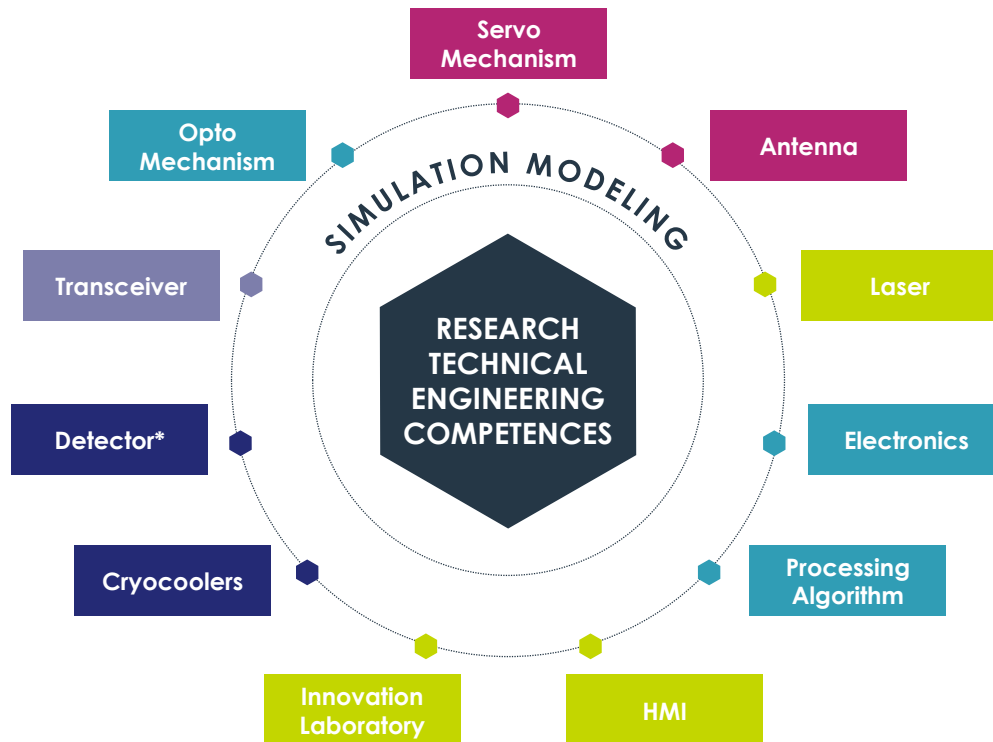 Servo
Mechanism
Opto
Mechanism
Antenna
SIMULATION MODELING
Transceiver
Laser
RESEARCH
TECHNICAL
ENGINEERING
COMPETENCES
Detector*
Electronics
Cryocoolers
Processing
Algorithm
Innovation
Laboratory
HMI